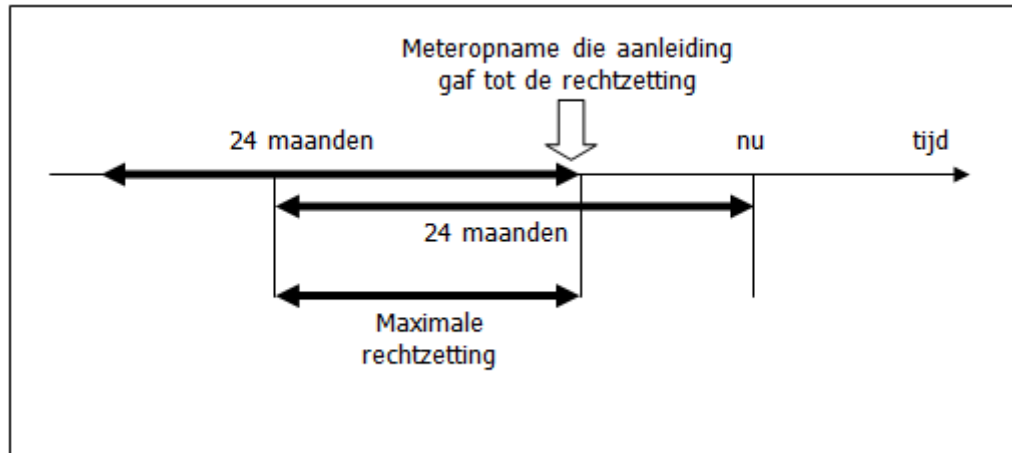 Meteropname die aanleiding
gaf tot de rechtzetting
24 maanden
nu
tijd
24 maanden
Maximale
rechtzetting